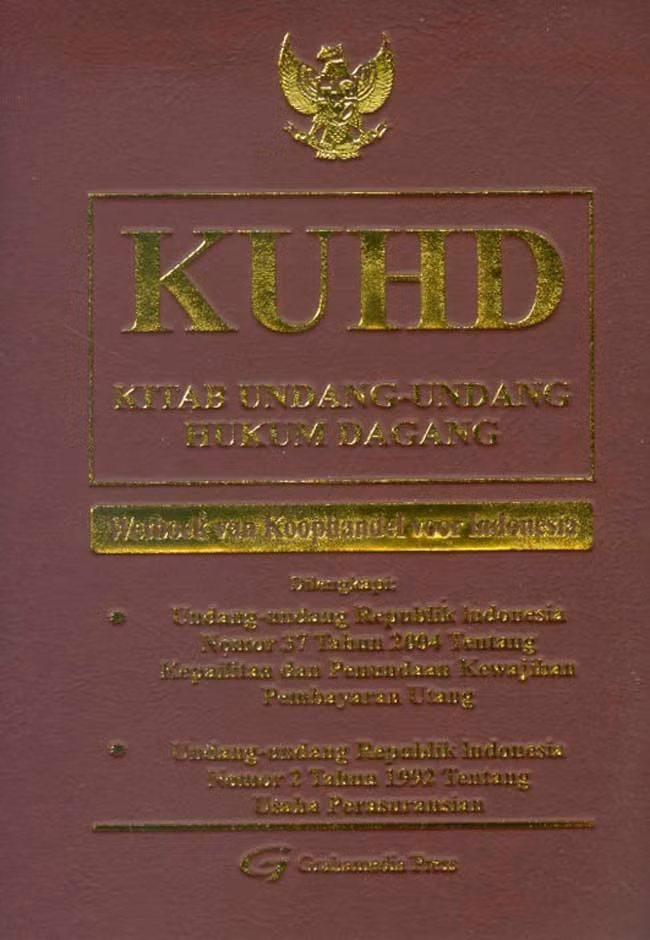 KUHD
KITAB UNDANG-UNDANG
HUKUM DAGANG
Wetboek van Koophandel voor Indonesia
Dilengkapi:
* Undang-undang Republik Indonesia
Nomor 37 Tahun 2004 Tentang
Kepailitan dan Penundaan Kewajiban
Pembayaran Utang
* Undang-undang Republik Indonesia
Nomor 2 Tahun 1992 Tentang
Usaha Perasuransian
Grahamedia Press